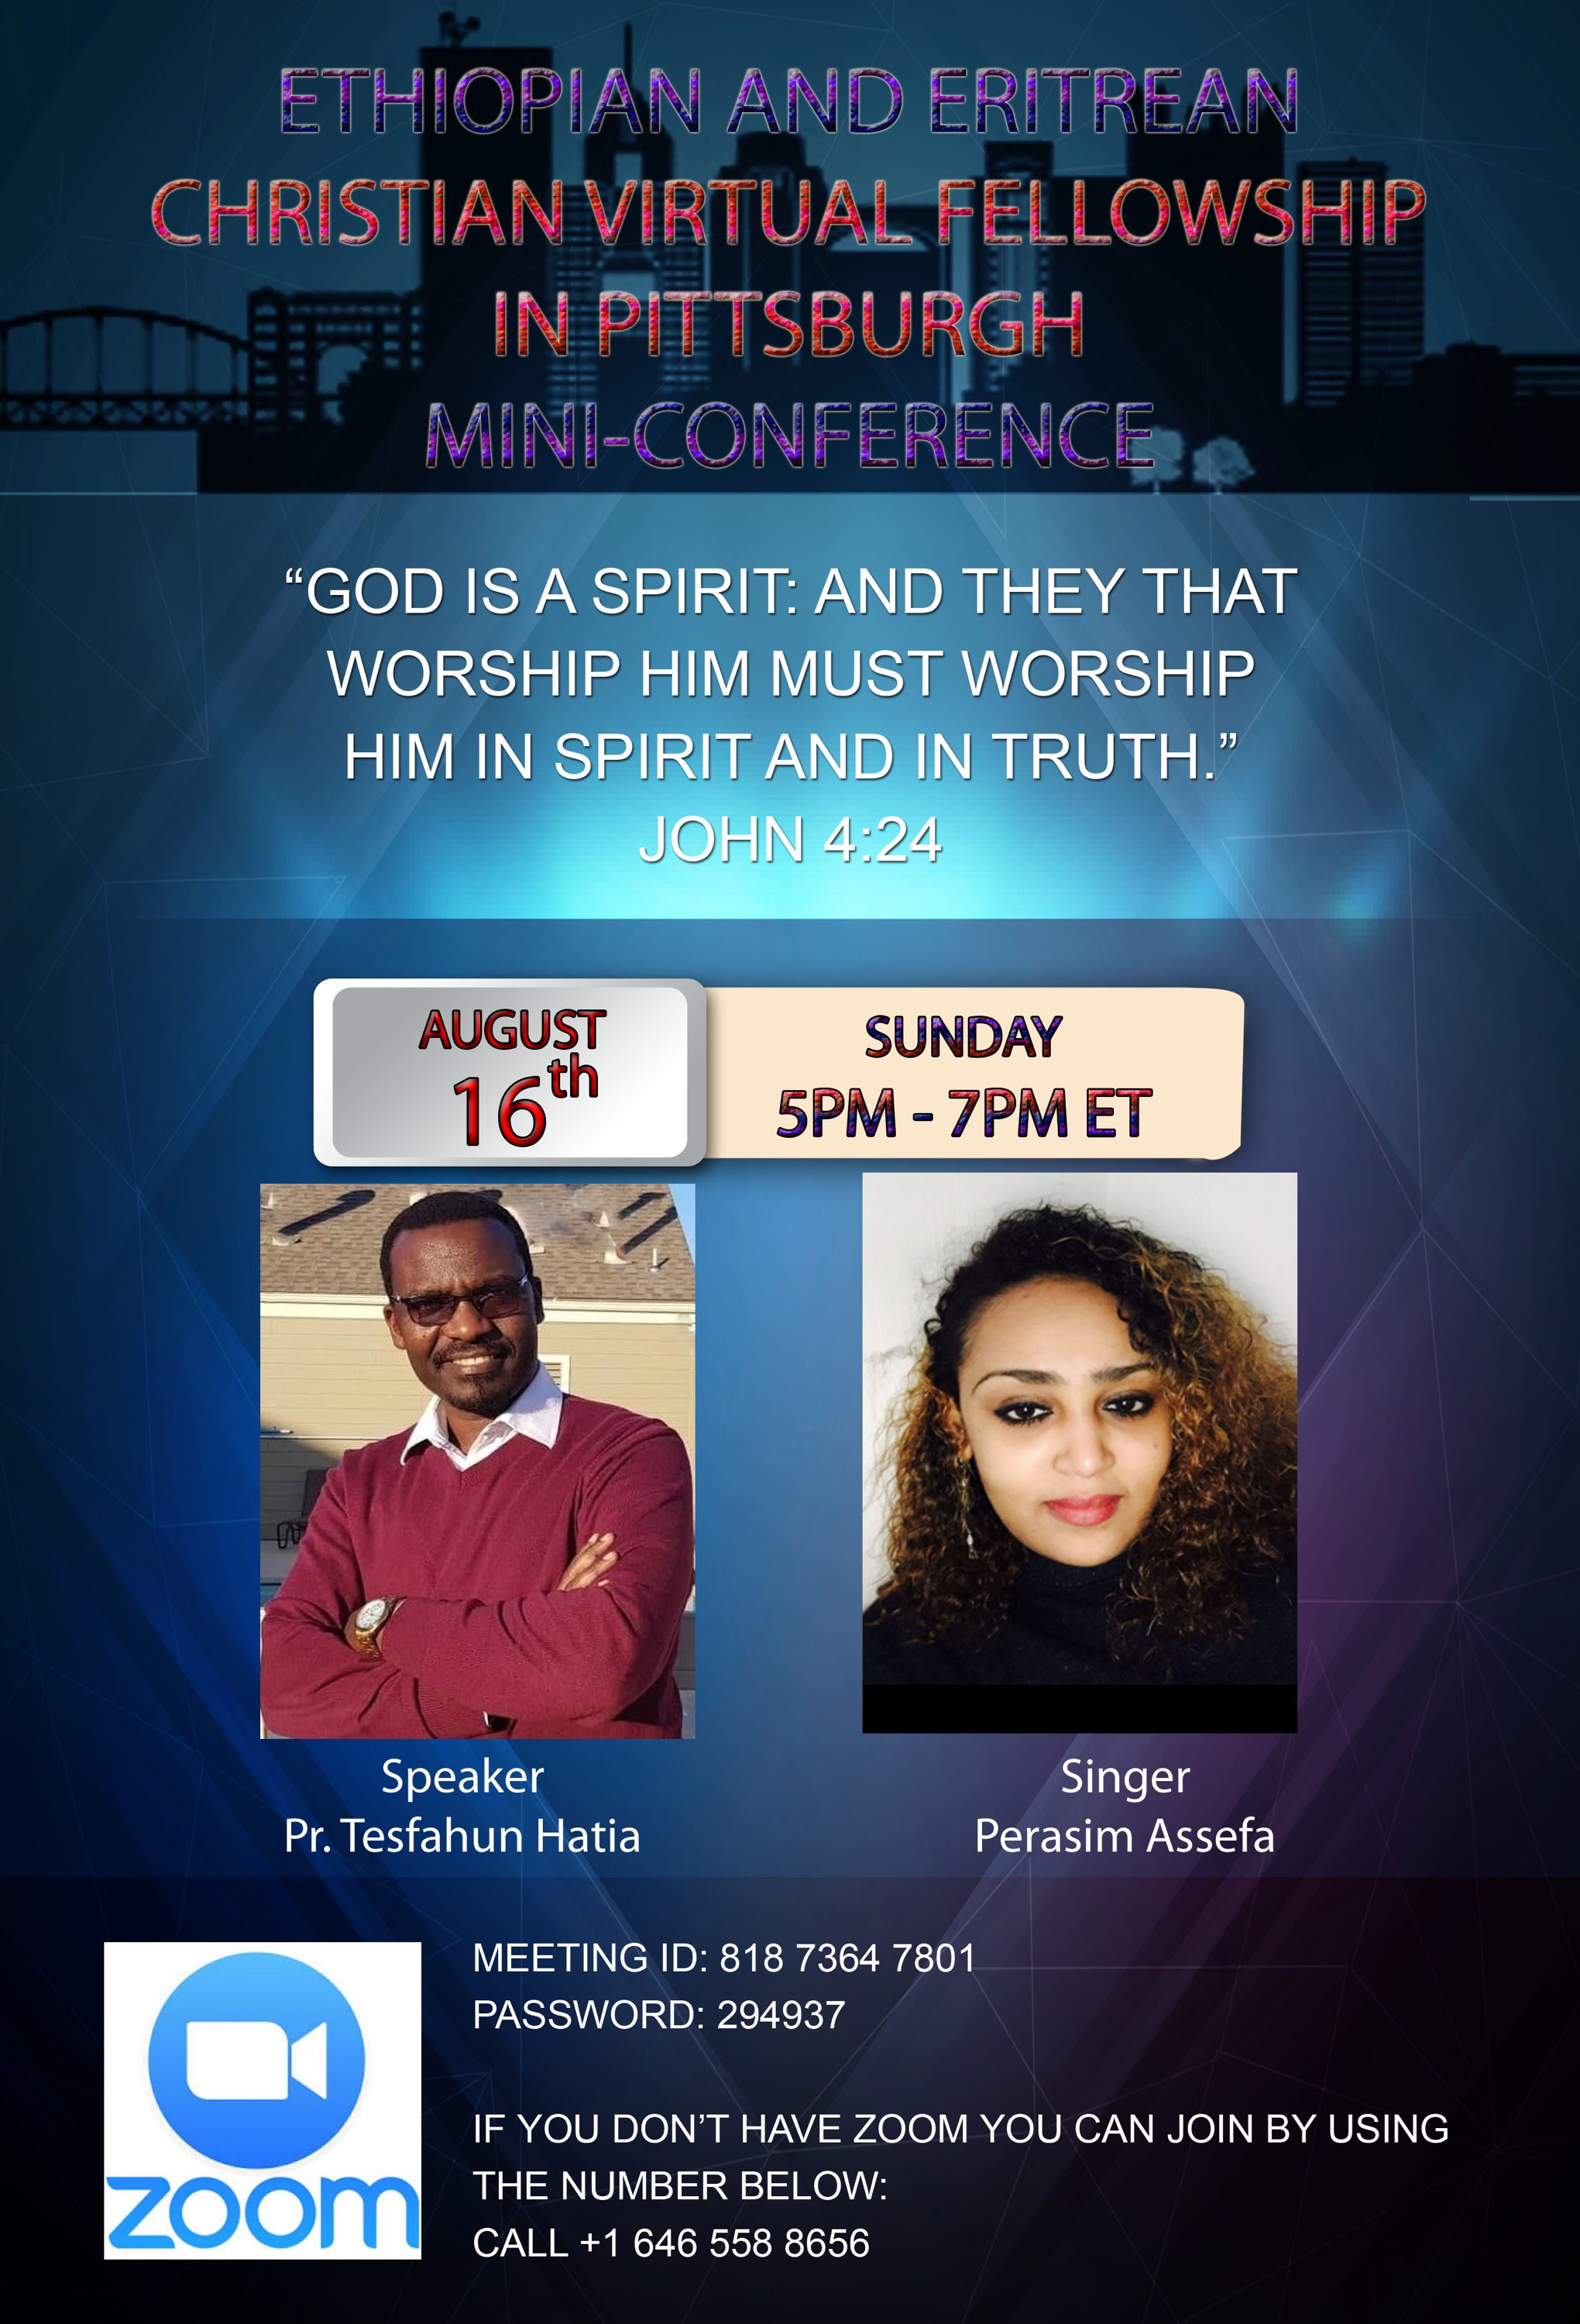 ETHIOPIAN AND ERITREAN
CHRISTIAN VIRTUAL FELLOWSHIP
IN PITTSBURGH
MINI-CONFERENCE
“GOD IS A SPIRIT: AND THEY THAT
WORSHIP HIM MUST WORSHIP
HIM IN SPIRIT AND IN TRUTH.”
JOHN 4:24
AUGUST
16th
SUNDAY
5PM - 7PM ET
Speaker
Pr. Tesfahun Hatia
Singer
Perasim Assefa
zoom
MEETING ID: 818 7364 7801
PASSWORD: 294937
IF YOU DON’T HAVE ZOOM YOU CAN JOIN BY USING
THE NUMBER BELOW:
CALL +1 646 558 8656